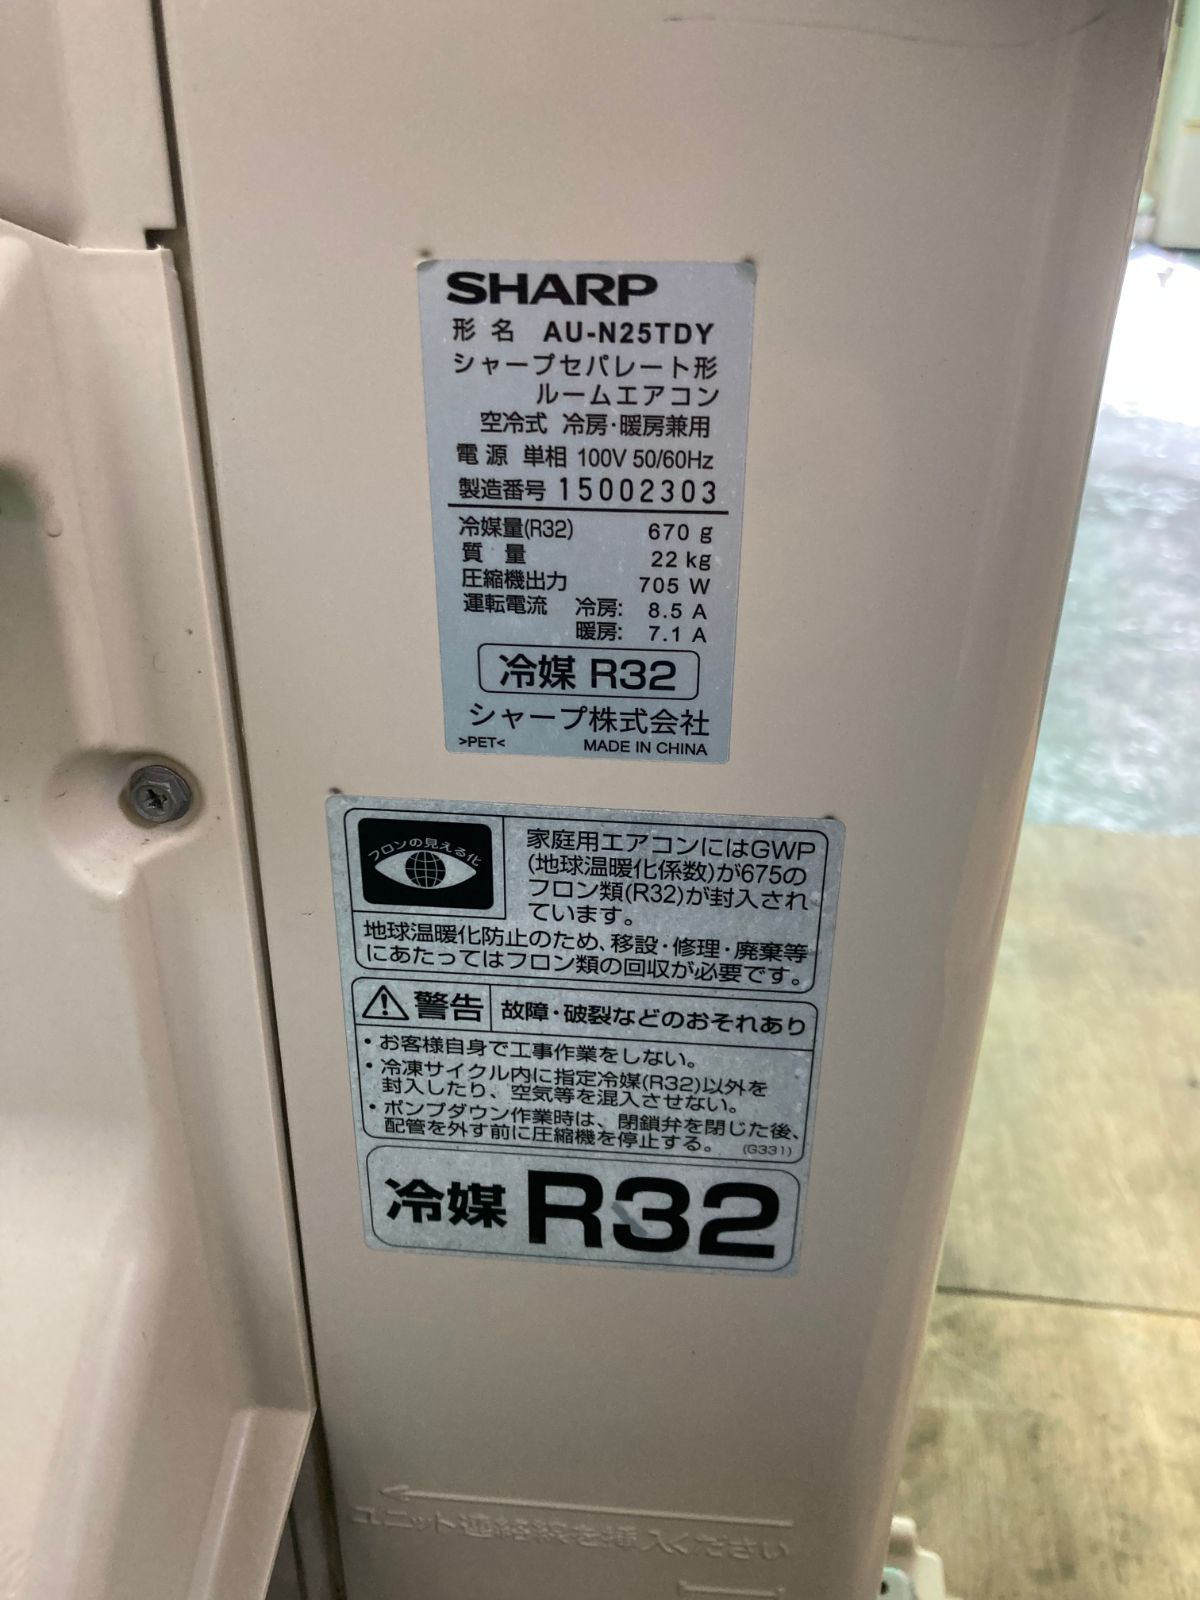 SHARP
形名 AU-N25TDY
シャープセパレート形
ルームエアコン
空冷式 冷房・暖房兼用
電源 単相 100V 50/60Hz
製造番号 15002303
冷媒量(R32) 670 g
質量 22 kg
圧縮機出力 705 W
運転電流 冷房: 8.5 A
暖房: 7.1 A
冷媒 R32
シャープ株式会社
>PET< MADE IN CHINA
フロンの見える化
家庭用エアコンにはGWP
(地球温暖化係数)が675の
フロン類(R32)が封入され
ています。
地球温暖化防止のため、移設・修理・廃棄等
にあたってはフロン類の回収が必要です。
警告 故障・破裂などのおそれあり
・お客様自身で工事作業をしない。
・冷凍サイクル内に指定冷媒(R32)以外を
封入したり、空気等を混入させない。
・ポンプダウン作業時は、閉鎖弁を閉じた後、
配管を外す前に圧縮機を停止する。 (G331)
冷媒 R32
ユニット連絡線を挿入ください